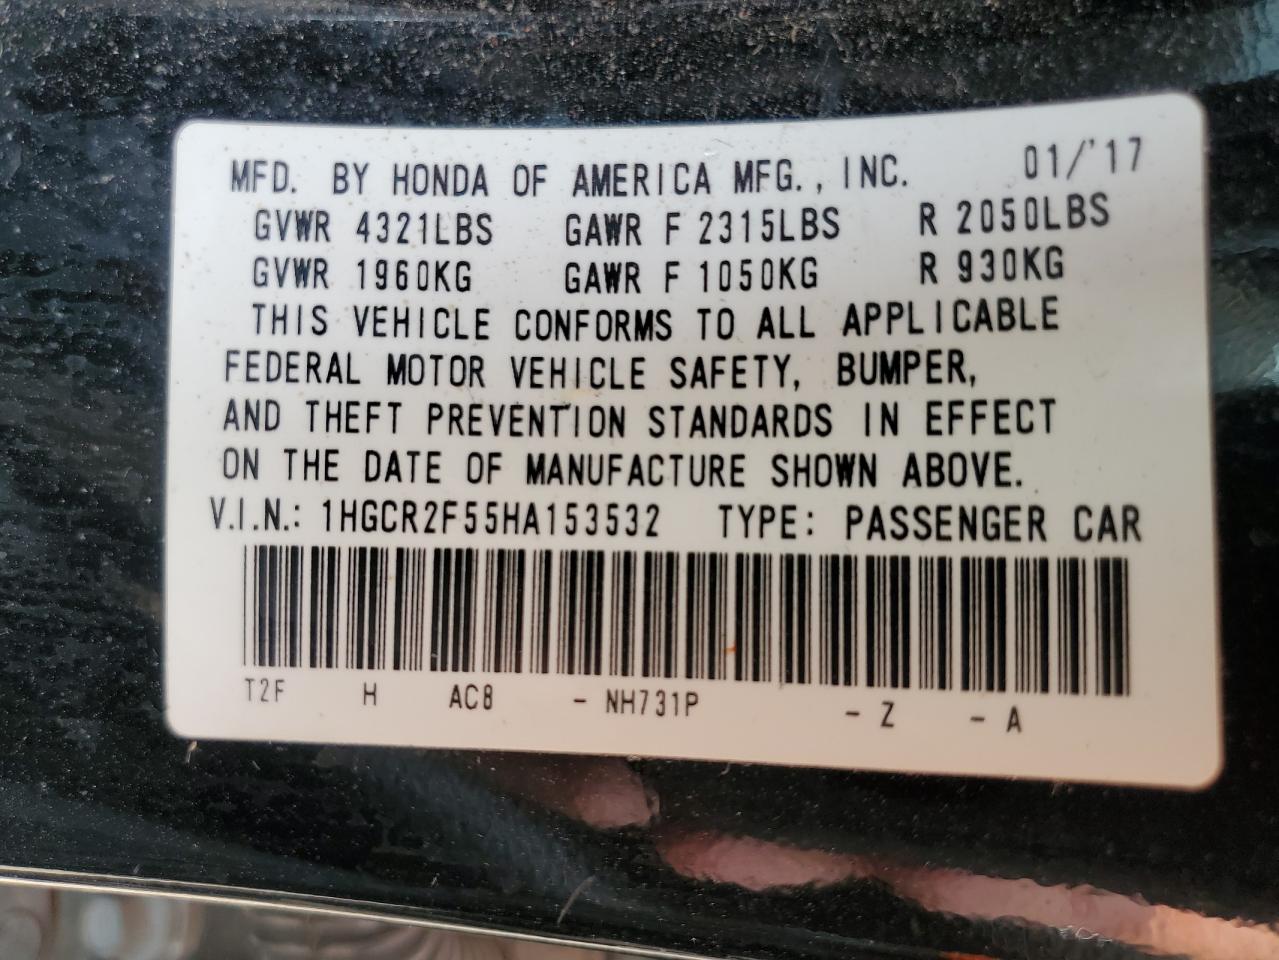 MFD. BY HONDA OF AMERICA MFG., INC. 01/'17
GVWR 4321LBS GAWR F 2315LBS R 2050LBS
GVWR 1960KG GAWR F 1050KG R 930KG
THIS VEHICLE CONFORMS TO ALL APPLICABLE
FEDERAL MOTOR VEHICLE SAFETY, BUMPER,
AND THEFT PREVENTION STANDARDS IN EFFECT
ON THE DATE OF MANUFACTURE SHOWN ABOVE.
V.I.N.: 1HGCR2F55HA153532 TYPE: PASSENGER CAR
T2F H AC8 - NH731P - Z - A